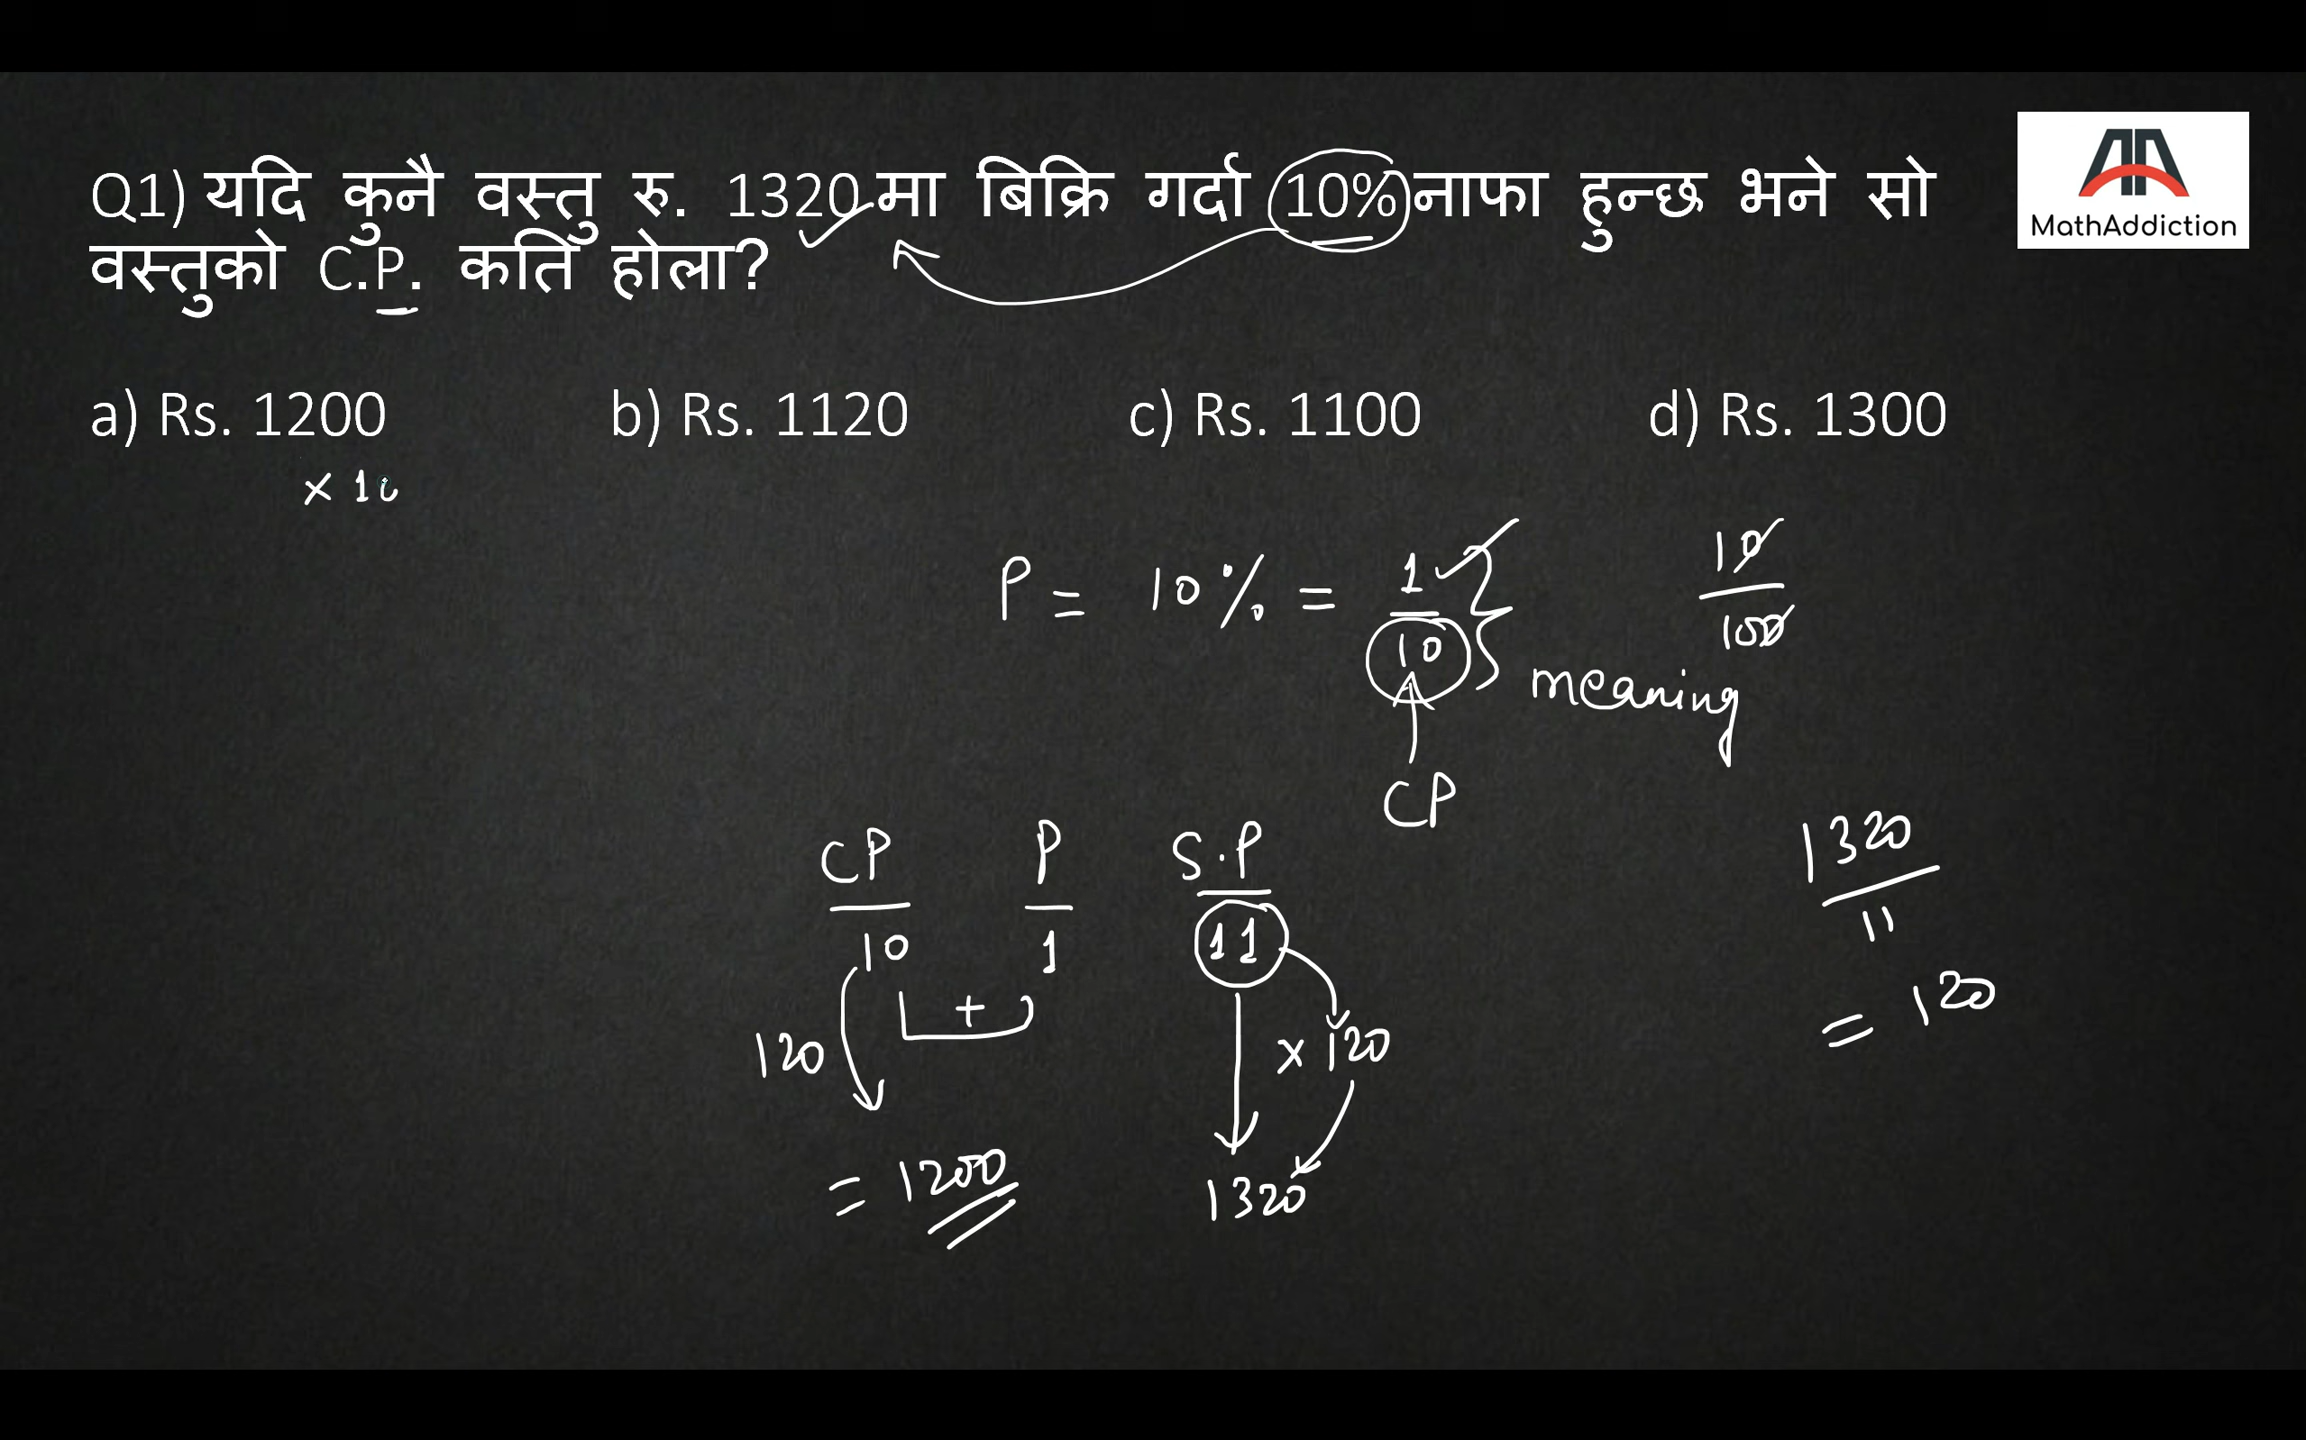 Q1) यदि कुनै वस्तु रु. 1320 मा बिक्रि गर्दा 10% नाफा हुन्छ भने सो
वस्तुको C.P. कति होला?
MathAddiction
a) Rs. 1200 b) Rs. 1120 c) Rs. 1100 d) Rs. 1300
x 10
P = 10% = 1/10
10/100
meaning
CP
CP P S.P
10 1 11
+
120 x 120
= 1200 1320
1320/11
= 120